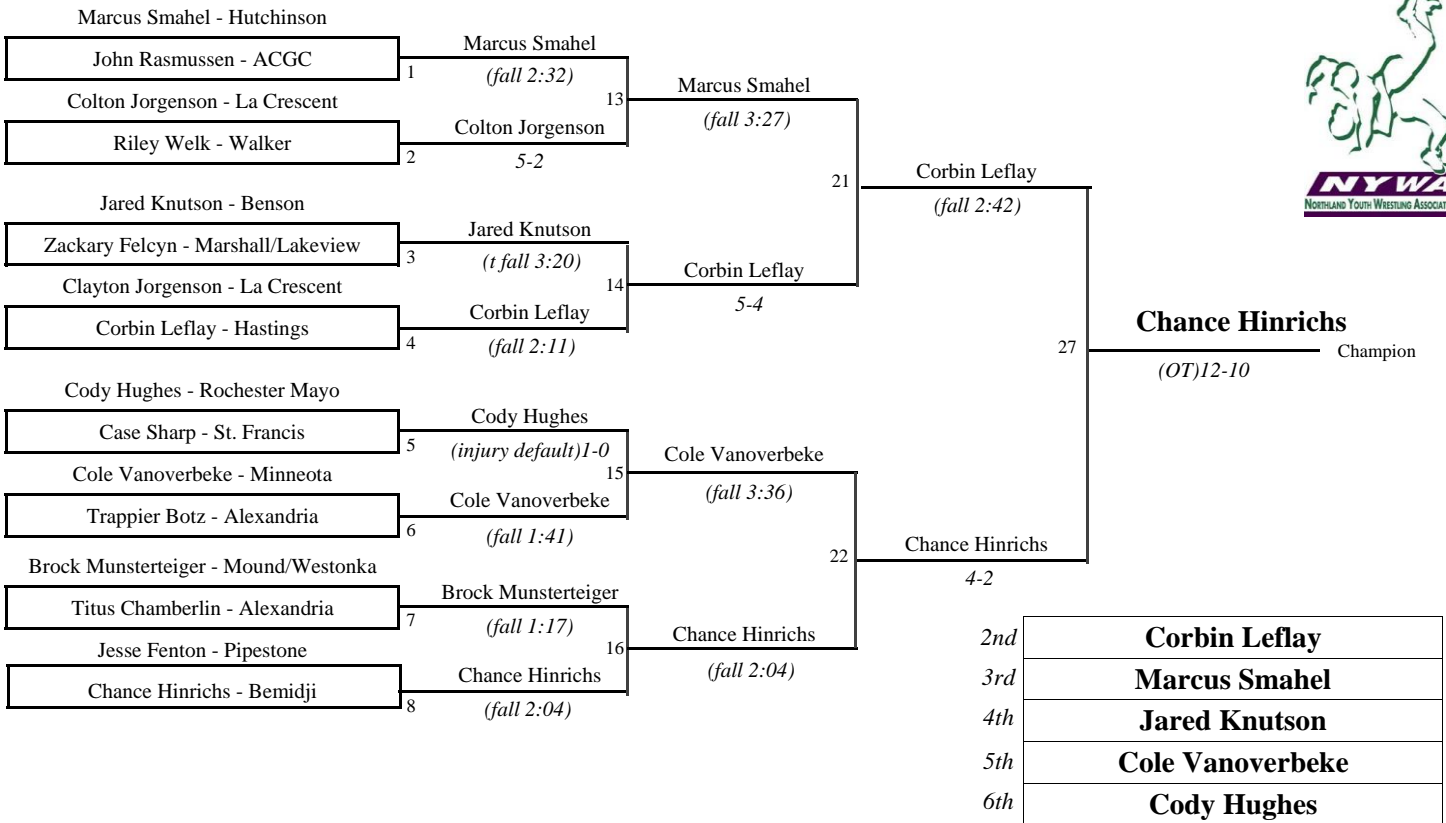 Marcus Smahel - Hutchinson
John Rasmussen - ACGC
1
Colton Jorgenson - La Crescent
Riley Welk - Walker
2
Jared Knutson - Benson
Zackary Felcyn - Marshall/Lakeview
3
Clayton Jorgenson - La Crescent
Corbin Leflay - Hastings
4
Cody Hughes - Rochester Mayo
Case Sharp - St. Francis
5
Cole Vanoverbeke - Minneota
Trappier Botz - Alexandria
6
Brock Munsterteiger - Mound/Westonka
Titus Chamberlin - Alexandria
7
Jesse Fenton - Pipestone
Chance Hinrichs - Bemidji
8
Marcus Smahel
(fall 2:32)
13
Colton Jorgenson
5-2
Jared Knutson
(t fall 3:20)
14
Corbin Leflay
(fall 2:11)
Cody Hughes
(injury default)1-0
15
Cole Vanoverbeke
(fall 1:41)
Brock Munsterteiger
(fall 1:17)
16
Chance Hinrichs
(fall 2:04)
Marcus Smahel
(fall 3:27)
21
Corbin Leflay
5-4
Cole Vanoverbeke
(fall 3:36)
22
Chance Hinrichs
(fall 2:04)
Corbin Leflay
(fall 2:42)
27
Chance Hinrichs
4-2
Chance Hinrichs
Champion
(OT)12-10
NYWA
NORTHLAND YOUTH WRESTLING
2nd Corbin Leflay
3rd Marcus Smahel
4th Jared Knutson
5th Cole Vanoverbeke
6th Cody Hughes